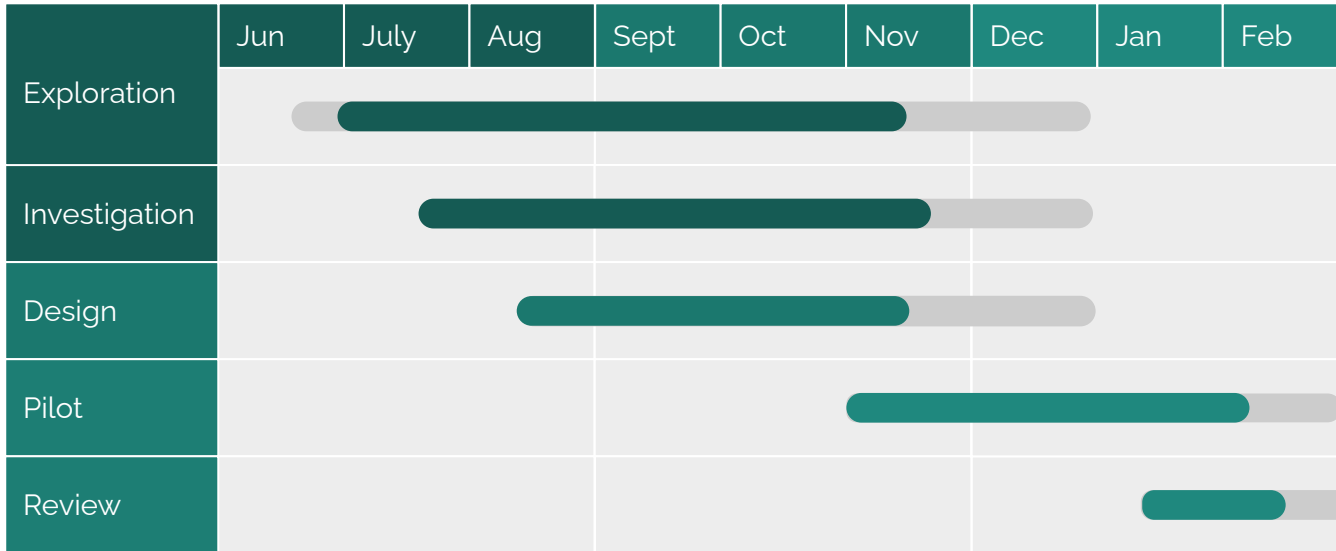 Jun July Aug Sept Oct Nov Dec Jan Feb
Exploration
Investigation
Design
Pilot
Review